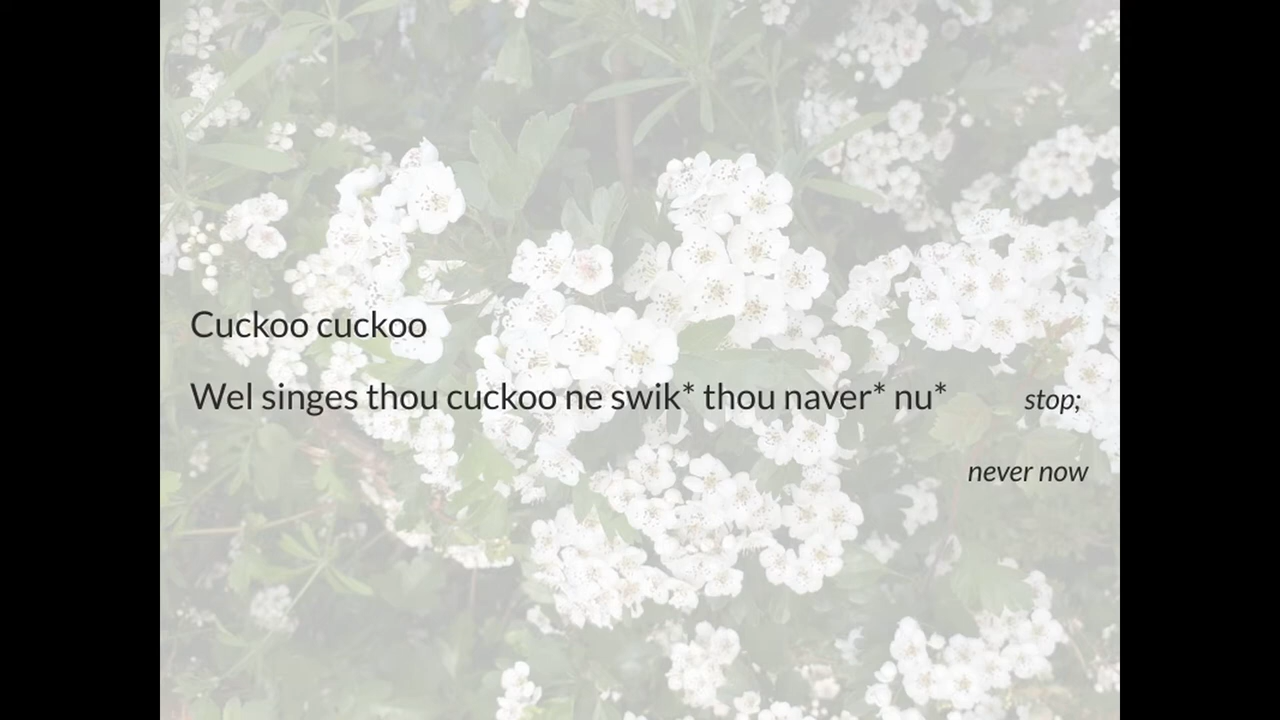 Cuckoo cuckoo
Wel singes thou cuckoo ne swik* thou naver* nu* stop;
never now